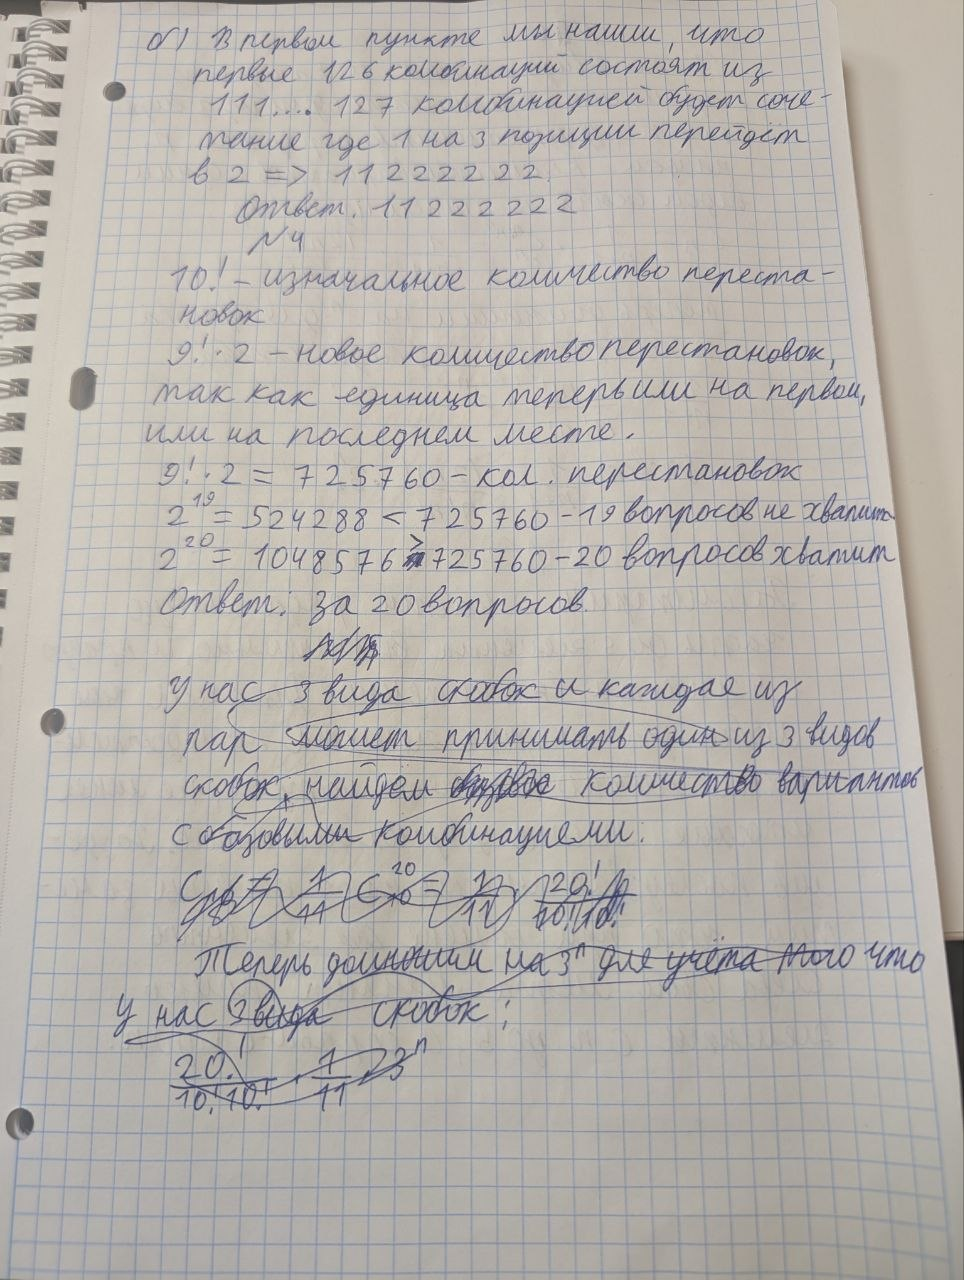 б) В первом пункте мы нашли, что
первые 126 комбинаций состоят из
111.... 127 комбинацией будет соче-
тание где 1 на 3 позиции перейдёт
в 2 => 11222222.
Ответ: 11222222
N4
10! - изначальное количество переста-
новок
9! · 2 - новое количество перестановок,
так как единица теперь или на первом,
или на последнем месте.
9! · 2 = 725760 - кол. перестановок
2^19 = 524288 < 725760 - 19 вопросов не хватит
2^20 = 1048576 > 725760 - 20 вопросов хватит
Ответ: за 20 вопросов
У нас 3 вида скобок и каждая из
пар может принимать один из 3 видов
скобок, найдём количество вариантов
с базовыми комбинациями:
Теперь домножим на 3^n для учёта того что
у нас 3 вида скобок:
20!/10!10! · 1/11 · 3^n